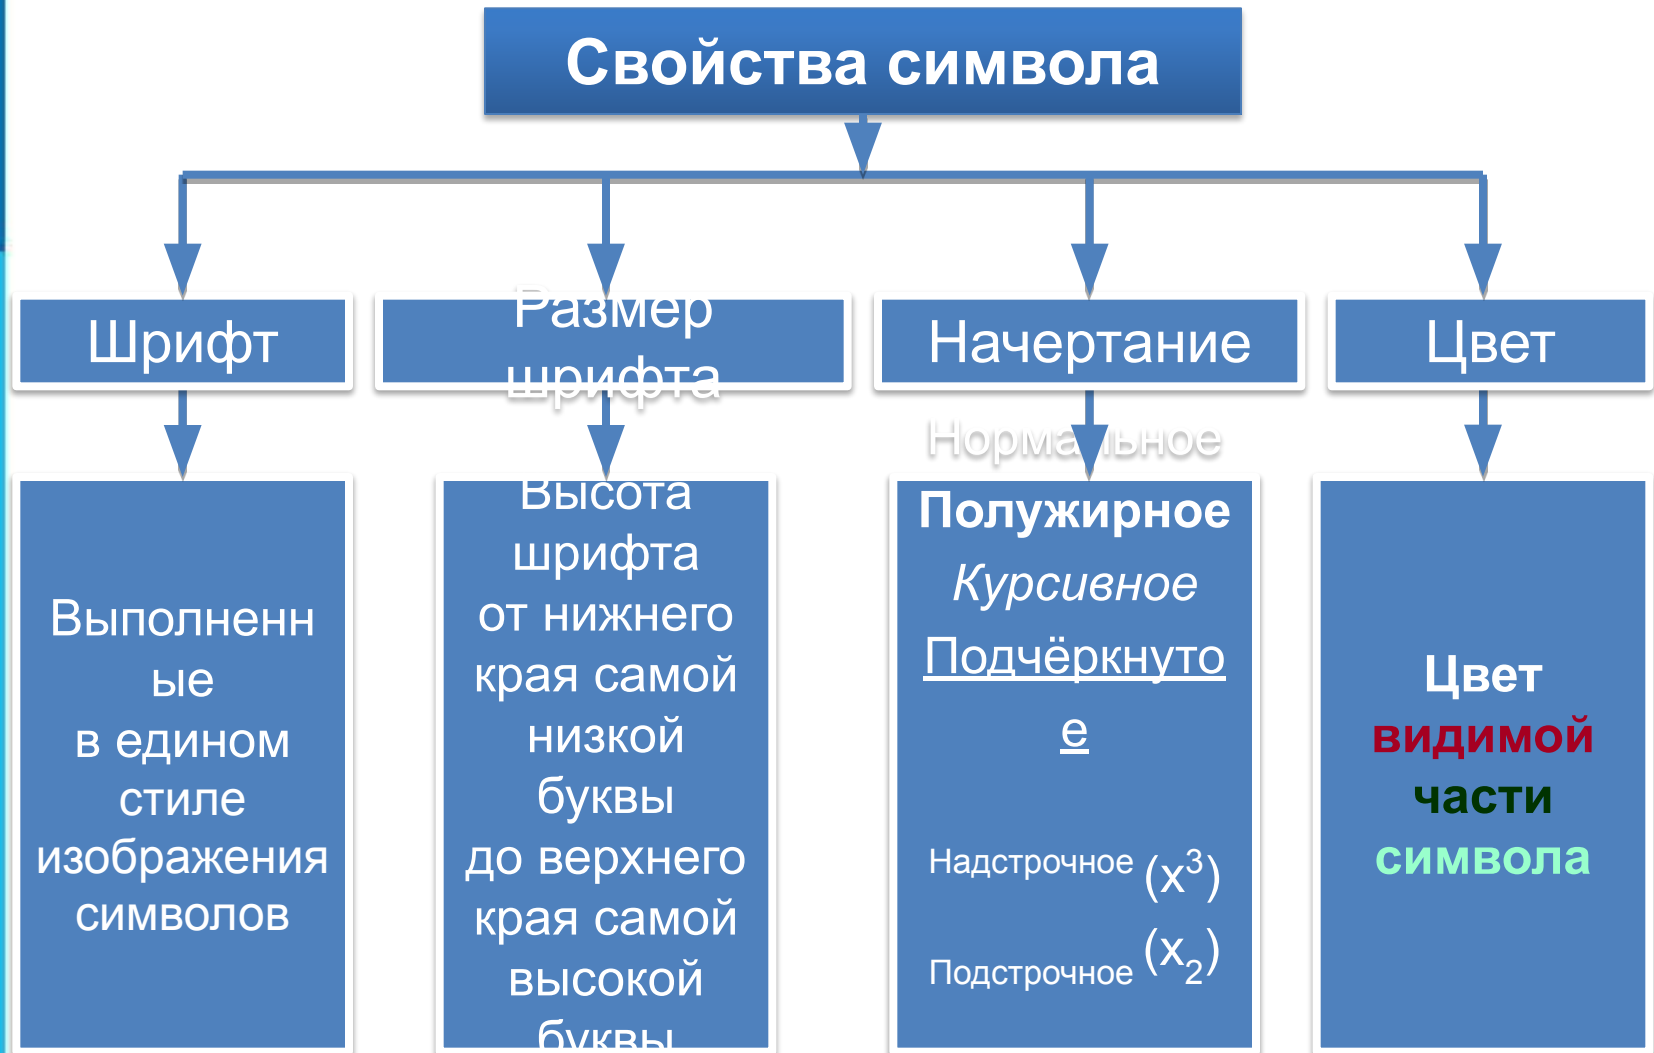 Свойства символа
Шрифт
Размер
шрифта
Начертание
Цвет
Выполненн
ые
в едином
стиле
изображения
символов
Высота
шрифта
от нижнего
края самой
низкой
буквы
до верхнего
края самой
высокой
буквы
Нормальное
Полужирное
Курсивное
Подчёркнуто
е
Надстрочное (x³)
Подстрочное (x₂)
Цвет
видимой
части
символа